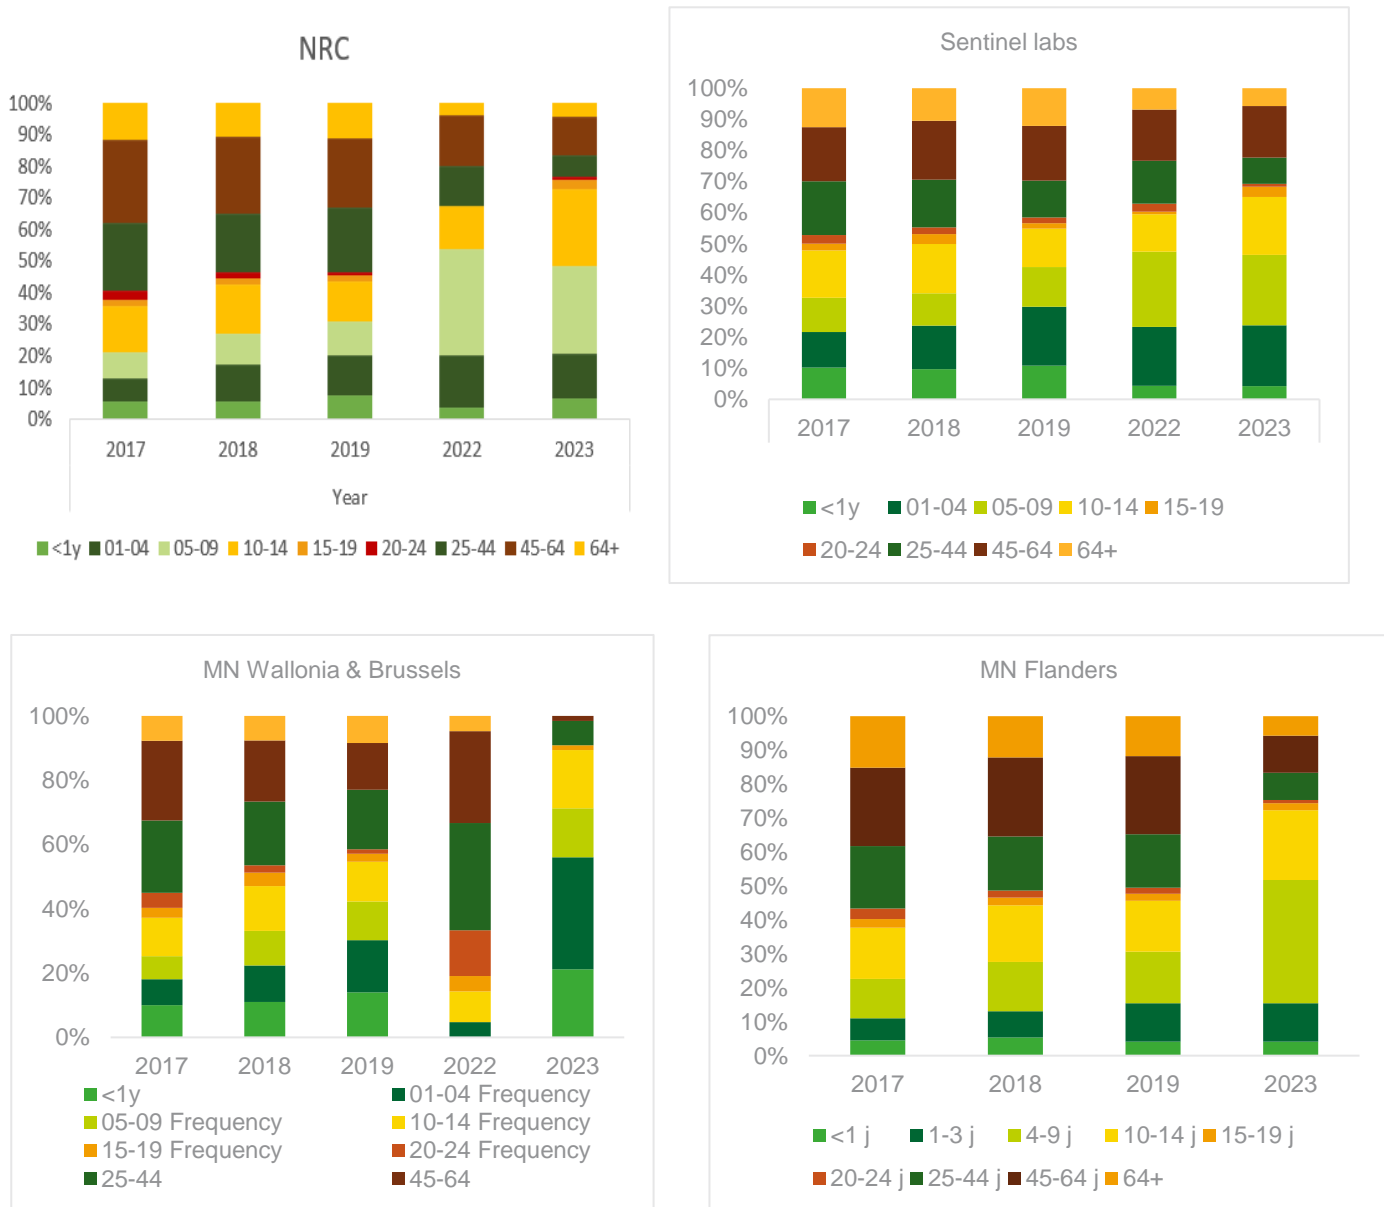 NRC
100%
90%
80%
70%
60%
50%
40%
30%
20%
10%
0%
2017 2018 2019 2022 2023
Year
<1y 01-04 05-09 10-14 15-19 20-24 25-44 45-64 64+
Sentinel labs
100%
90%
80%
70%
60%
50%
40%
30%
20%
10%
0%
2017 2018 2019 2022 2023
<1y 01-04 05-09 10-14 15-19
20-24 25-44 45-64 64+
MN Wallonia & Brussels
100%
80%
60%
40%
20%
0%
2017 2018 2019 2022 2023
<1y 01-04 Frequency
05-09 Frequency 10-14 Frequency
15-19 Frequency 20-24 Frequency
25-44 45-64
MN Flanders
100%
90%
80%
70%
60%
50%
40%
30%
20%
10%
0%
2017 2018 2019 2023
<1 j 1-3 j 4-9 j 10-14 j 15-19 j
20-24 j 25-44 j 45-64 j 64+